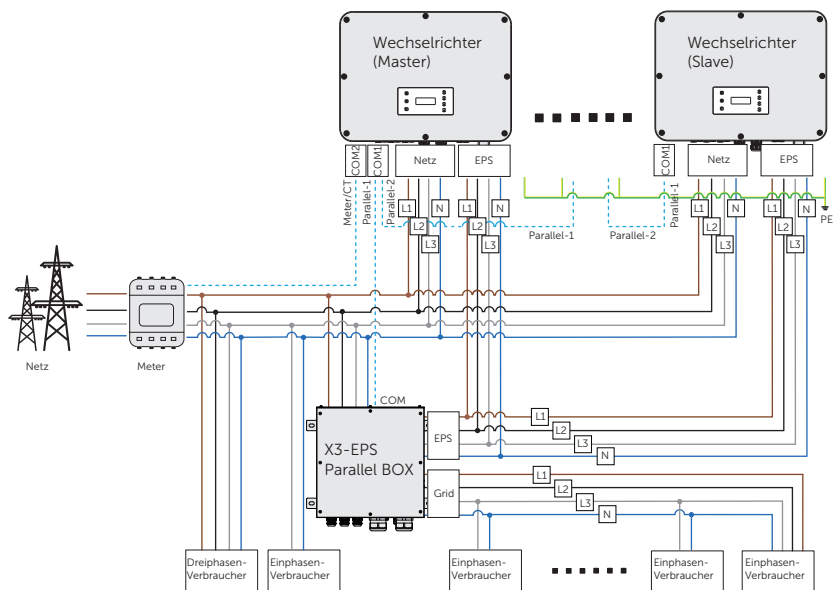 Wechselrichter
(Master)
Wechselrichter
(Slave)
COM2
COM1
Netz
EPS
COM1
Netz
EPS
Meter/CT
Parallel-1
Parallel-2
Parallel-1
L1
N
L1
N
L1
N
L1
N
L2
L2
L2
L2
L3
L3
L3
L3
PE
Parallel-1
Parallel-2
Netz
Meter
COM
X3-EPS
Parallel BOX
EPS
L1
L2
L3
N
Grid
L1
L2
L3
N
Dreiphasen-
Verbraucher
Einphasen-
Verbraucher
Einphasen-
Verbraucher
Einphasen-
Verbraucher
Einphasen-
Verbraucher